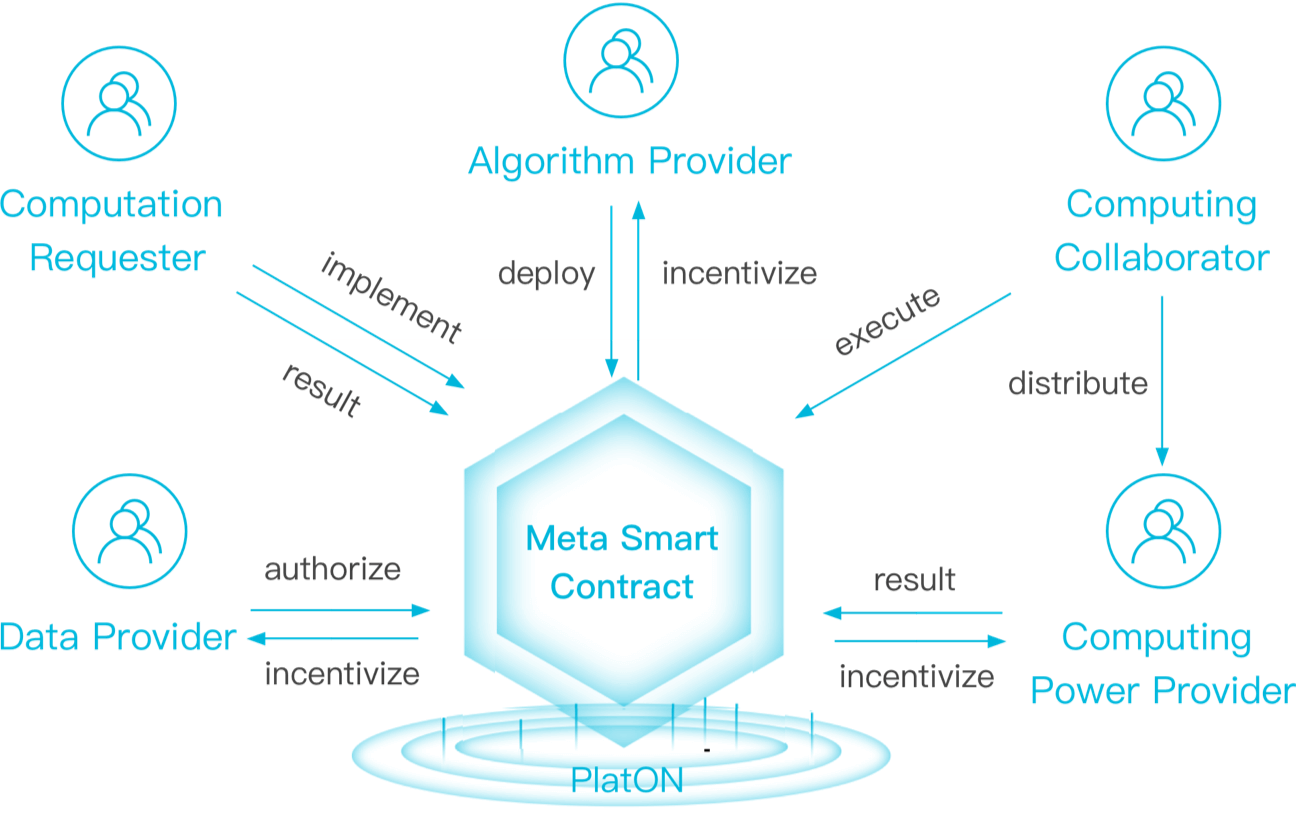 Algorithm Provider
Computation
Requester
Computing
Collaborator
implement
result
deploy
incentivize
execute
distribute
Meta Smart
Contract
authorize
Data Provider
incentivize
result
incentivize
Computing
Power Provider
PlatON